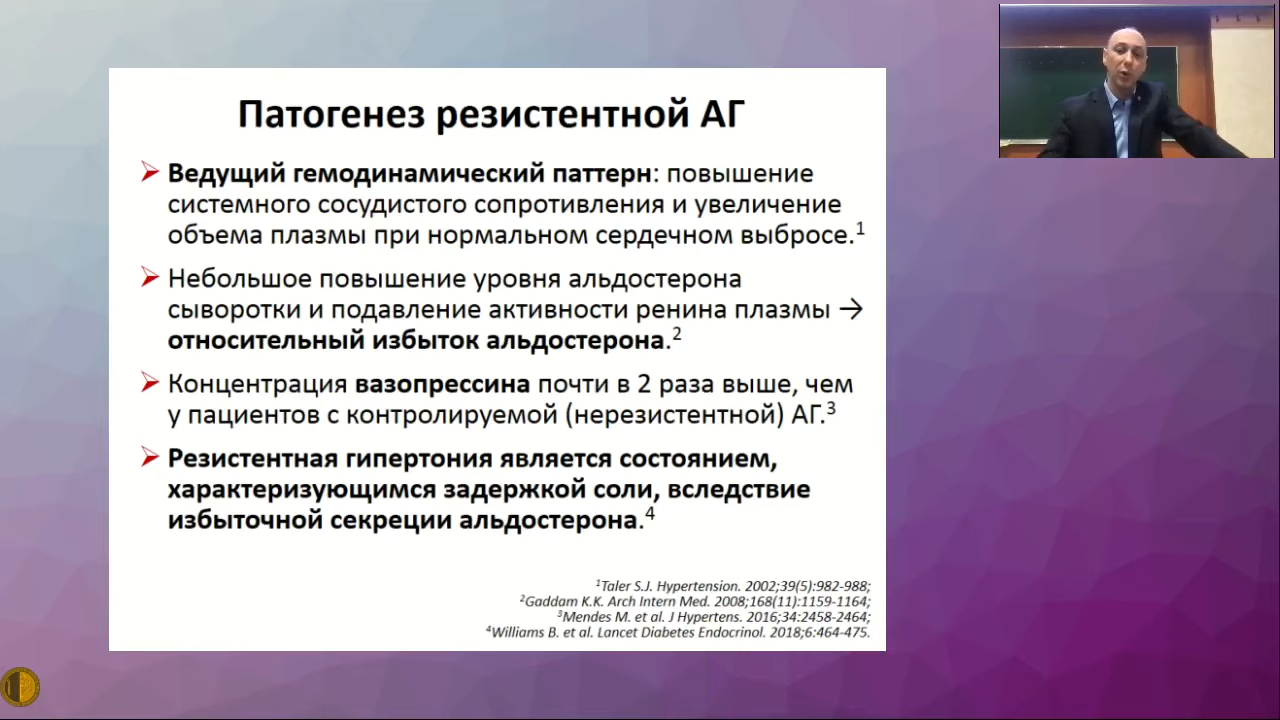 Патогенез резистентной АГ
➢ Ведущий гемодинамический паттерн: повышение
системного сосудистого сопротивления и увеличение
объема плазмы при нормальном сердечном выбросе.¹
➢ Небольшое повышение уровня альдостерона
сыворотки и подавление активности ренина плазмы →
относительный избыток альдостерона.²
➢ Концентрация вазопрессина почти в 2 раза выше, чем
у пациентов с контролируемой (нерезистентной) АГ.³
➢ Резистентная гипертония является состоянием,
характеризующимся задержкой соли, вследствие
избыточной секреции альдостерона.⁴
¹Taler S.J. Hypertension. 2002;39(5):982-988;
²Gaddam K.K. Arch Intern Med. 2008;168(11):1159-1164;
³Mendes M. et al. J Hypertens. 2016;34:2458-2464;
⁴Williams B. et al. Lancet Diabetes Endocrinol. 2018;6:464-475.